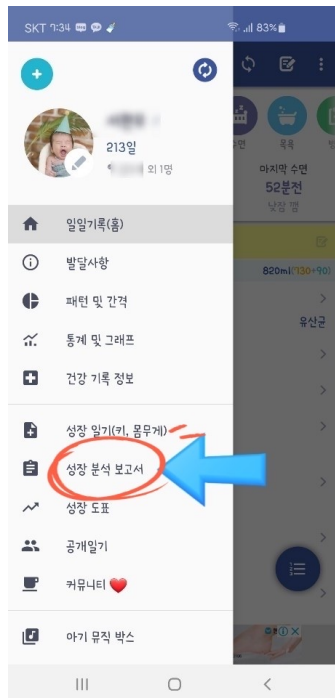 SKT 7:34
83%
213일
외 1명
일일기록(홈)
발달사항
패턴 및 간격
통계 및 그래프
건강 기록 정보
성장 일기(키, 몸무게)
성장 분석 보고서
성장 도표
공개일기
커뮤니티
아기 뮤직 박스
목욕
마지막 수면
52분전
낮잠 맘
820ml(130+90)
유산균